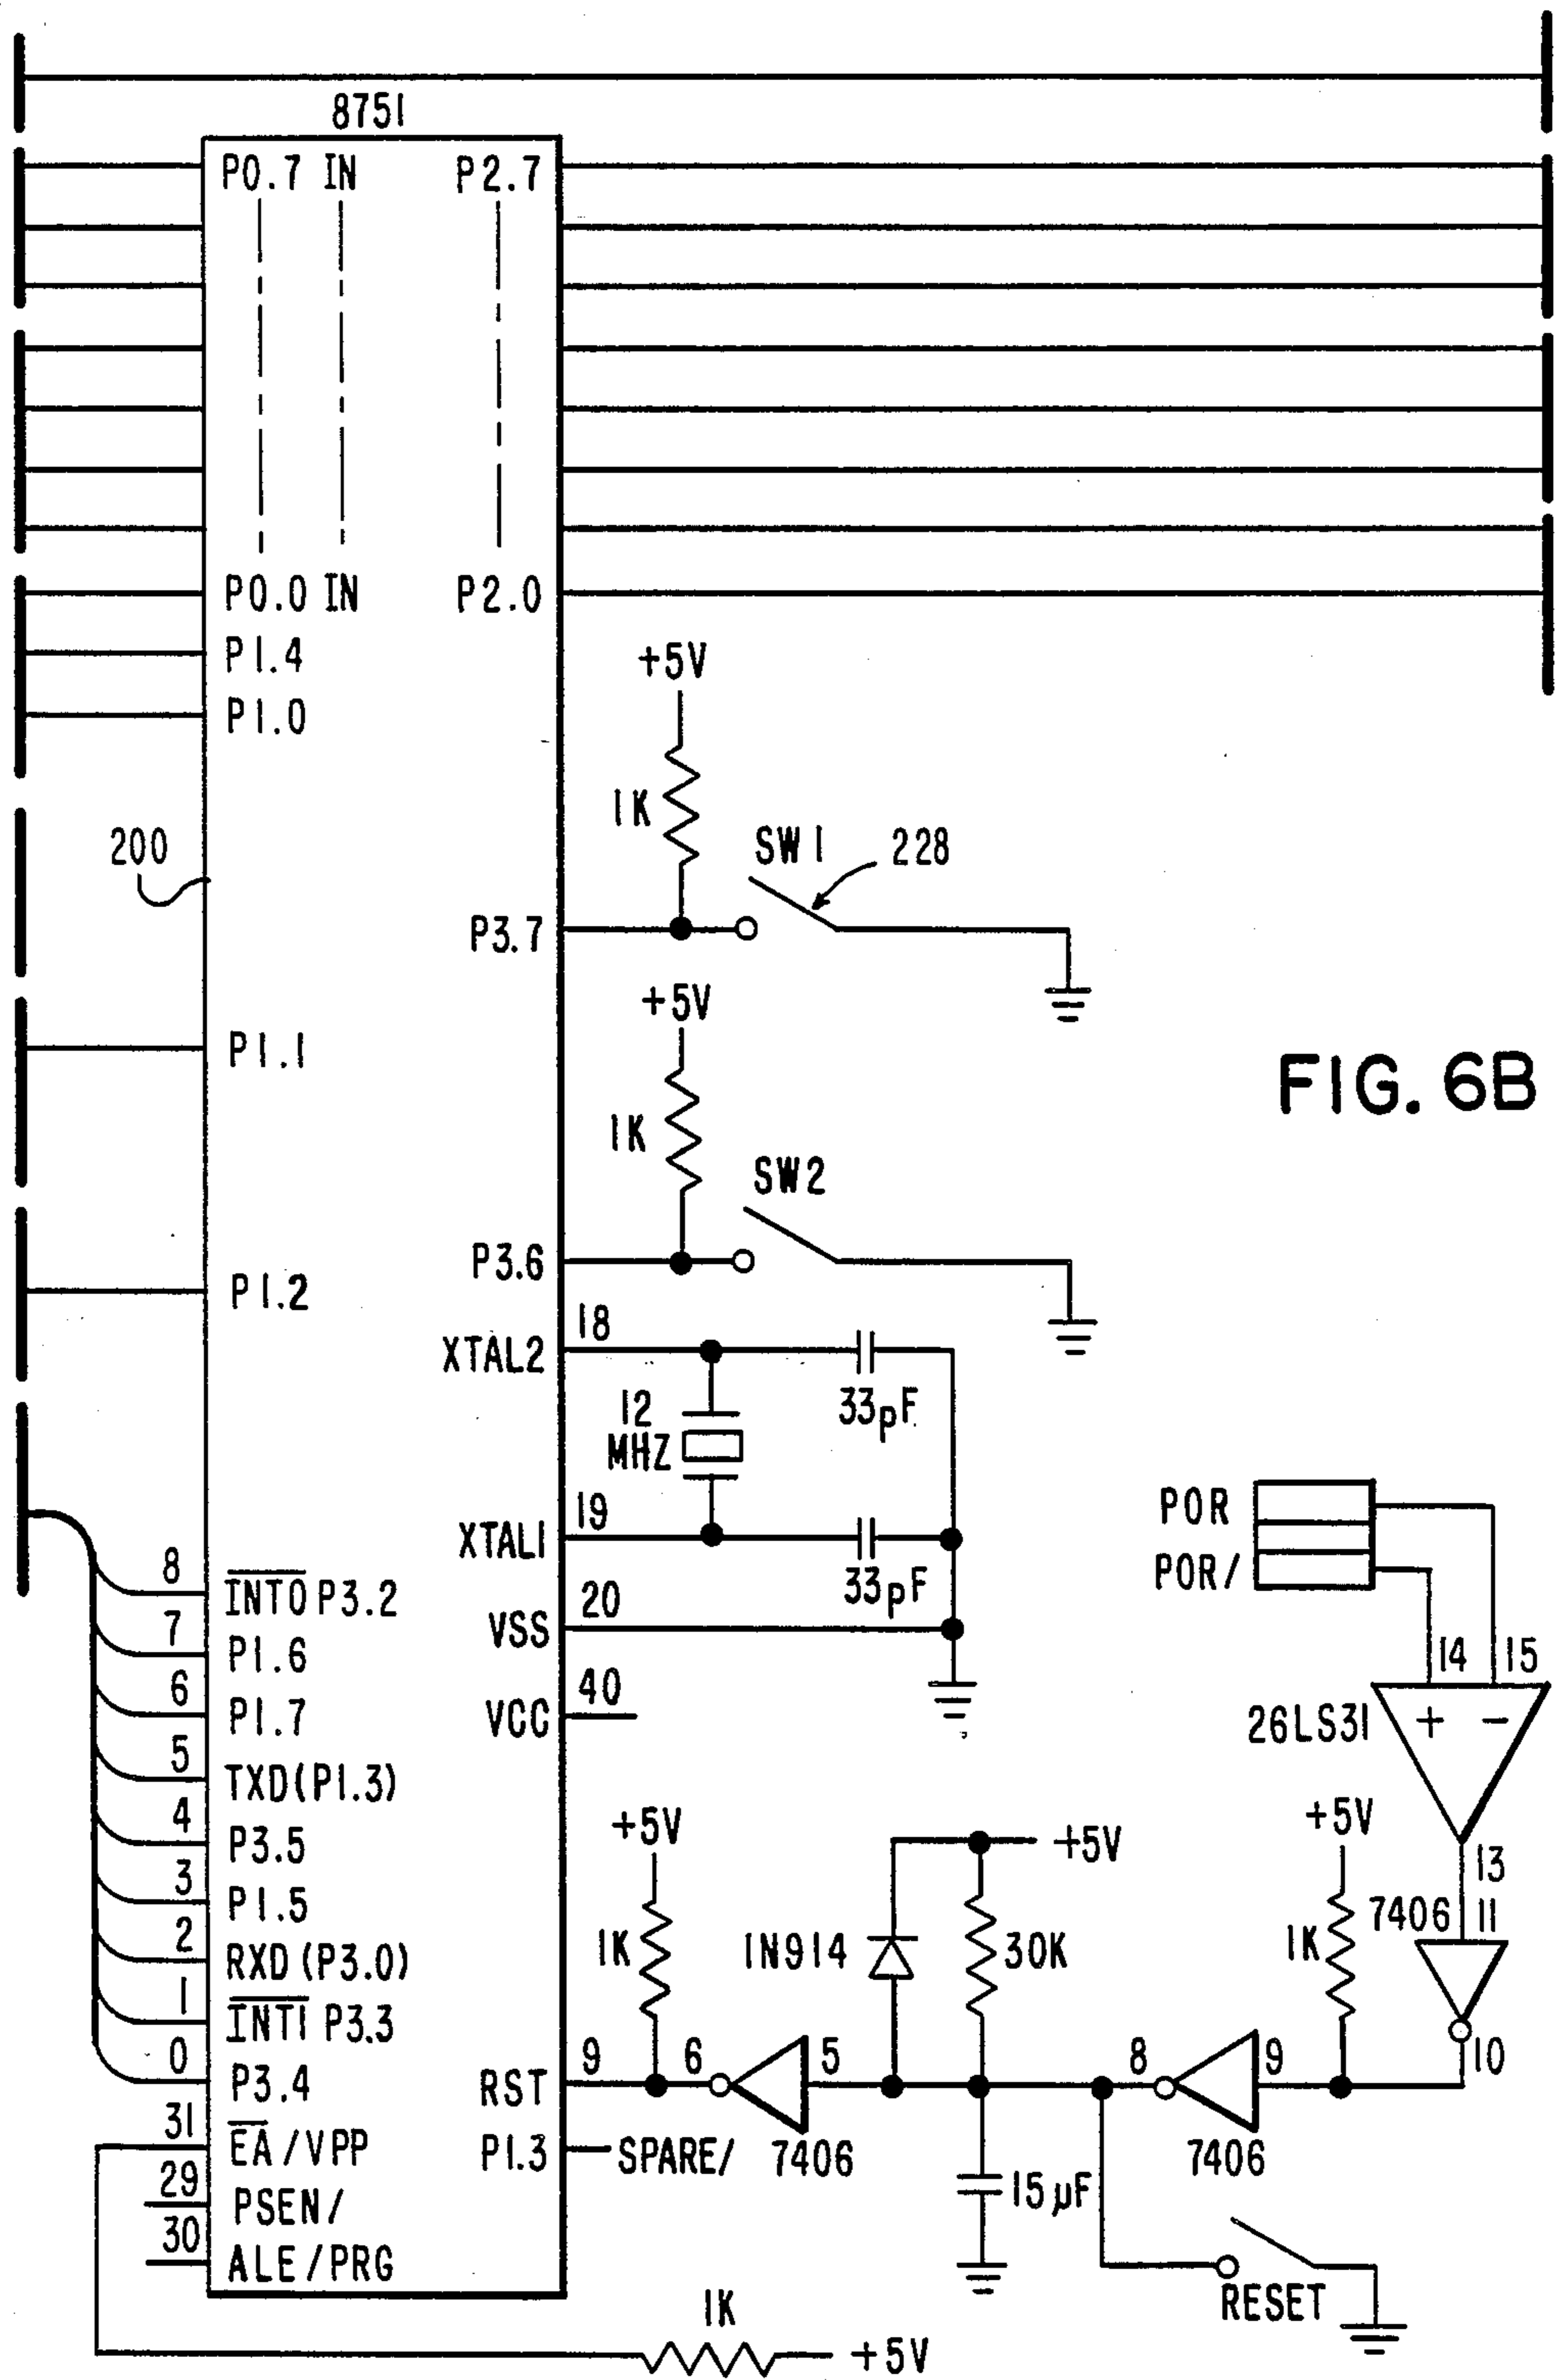 8751
P0.7 IN P2.7
P0.0 IN P2.0
P1.4
P1.0
+5V
1K
200
SW1 228
P3.7
+5V
P1.1
FIG. 6B
1K
SW2
P3.6
P1.2
18
XTAL2
33pF
12
MHZ
19
XTAL1
33pF
POR
POR/
8
INT0 P3.2
20
VSS
7
P1.6
14 15
6
P1.7
40
VCC
26LS31
+ −
5
TXD(P1.3)
4
P3.5
+5V
+5V
+5V
13
3
P1.5
7406 11
1K
1N914
30K
1K
2
RXD (P3.0)
1
INT1 P3.3
0
P3.4
RST
9
6
5
8
9
10
31
EA/VPP
P1.3
SPARE/
7406
7406
29
PSEN/
15µF
30
ALE/PRG
RESET
1K
+5V